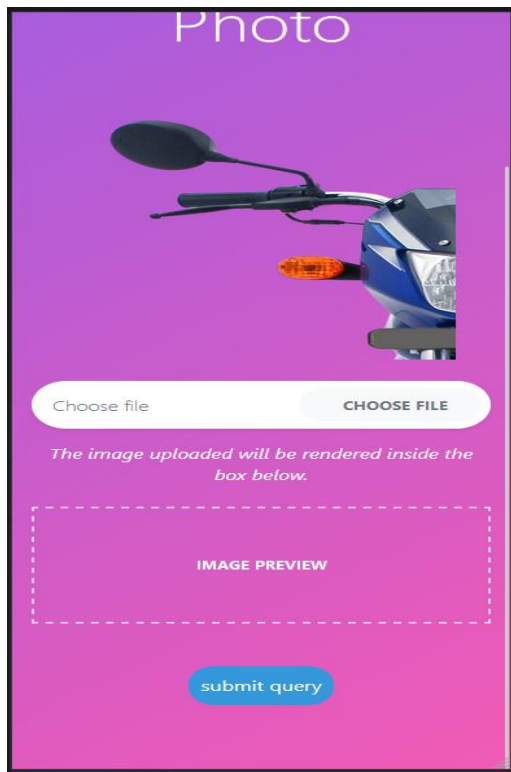 Photo
Choose file
CHOOSE FILE
The image uploaded will be rendered inside the
box below.
IMAGE PREVIEW
submit query